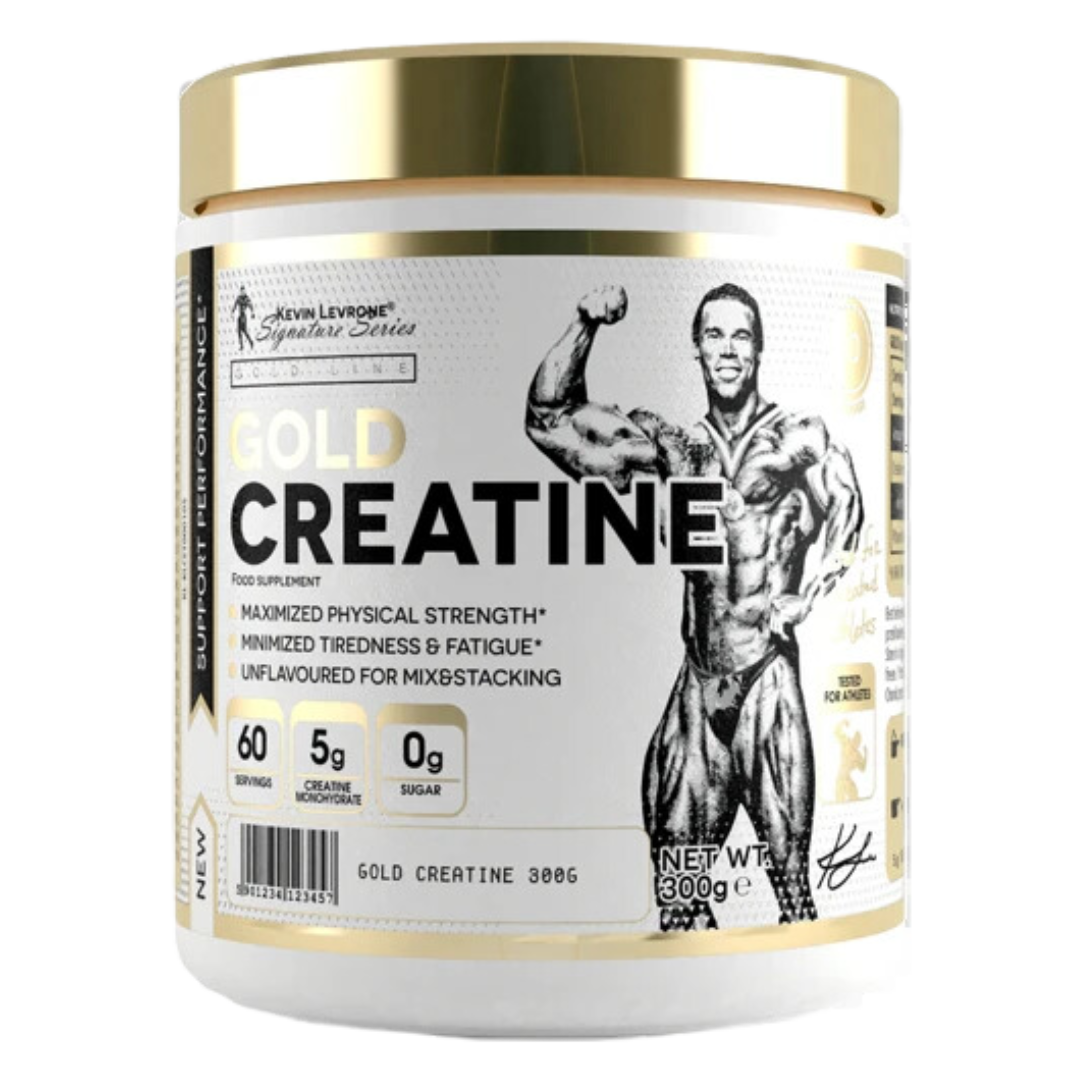 KEVIN LEVRONE®
Signature Series
GOLD LINE
GOLD
CREATINE
FOOD SUPPLEMENT
MAXIMIZED PHYSICAL STRENGTH*
MINIMIZED TIREDNESS & FATIGUE*
UNFLAVOURED FOR MIX&STACKING
60
SERVINGS
5g
CREATINE
MONOHYDRATE
0g
SUGAR
GOLD CREATINE 300G
5901234 123457
NET WT.
300g e
SUPPORT PERFORMANCE*
NEW
TESTED
FOR ATHLETES